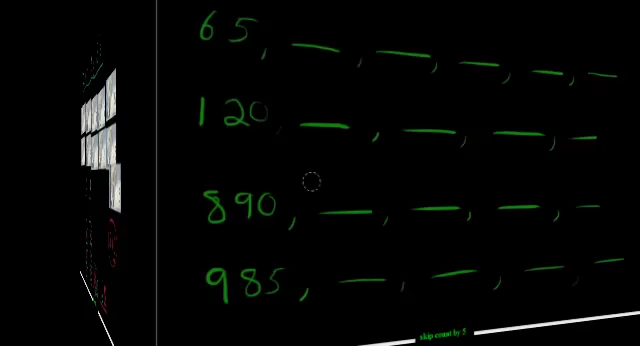 65, __, __, __, __, __
120, __, __, __, __
890, __, __, __, __
985, __, __, __, __
skip count by 5